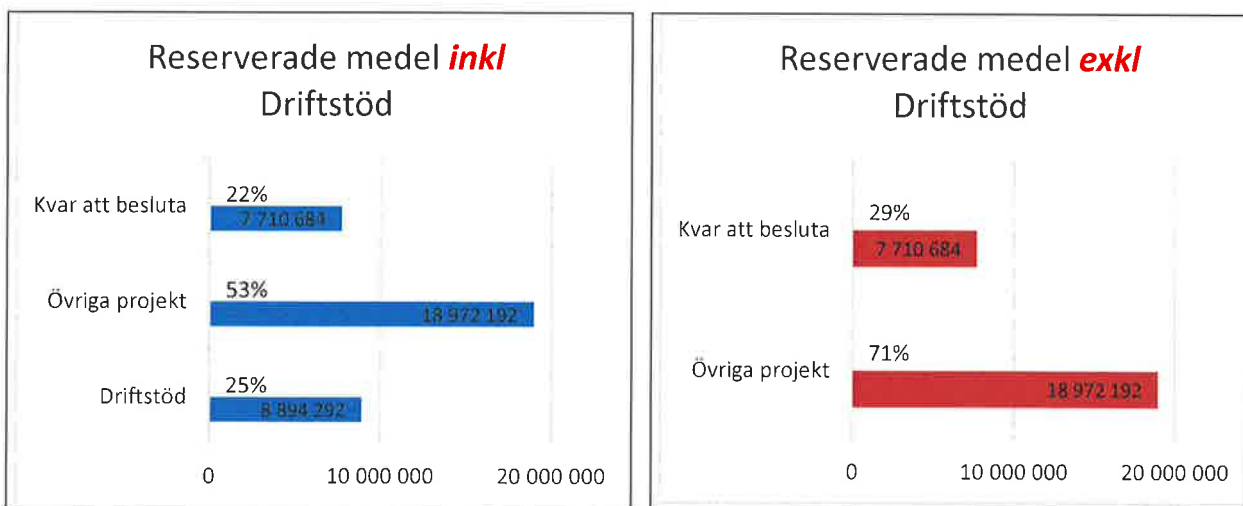 Reserverade medel inkl
Driftstöd
Kvar att besluta
22%
7 710 684
Övriga projekt
53%
18 972 192
Driftstöd
25%
8 894 292
0 10 000 000 20 000 000
Reserverade medel exkl
Driftstöd
Kvar att besluta
29%
7 710 684
Övriga projekt
71%
18 972 192
0 10 000 000 20 000 000